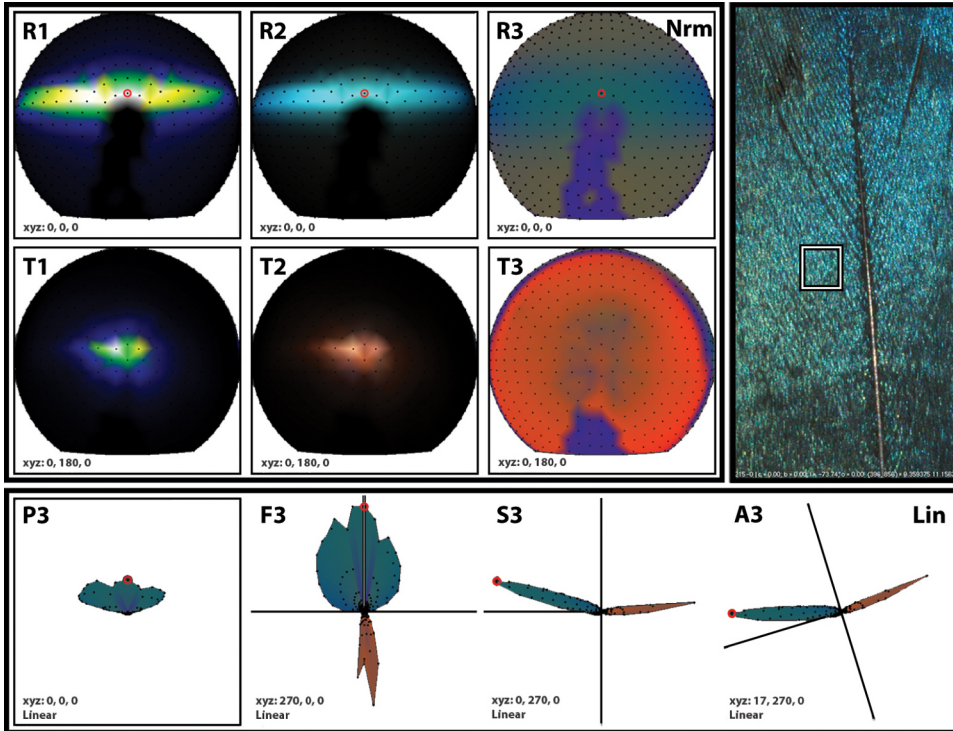 R1
R2
R3
Nrm
xyz: 0, 0, 0
xyz: 0, 0, 0
xyz: 0, 0, 0
T1
T2
T3
xyz: 0, 180, 0
xyz: 0, 180, 0
xyz: 0, 180, 0
P3
F3
S3
A3
Lin
xyz: 0, 0, 0
Linear
xyz: 270, 0, 0
Linear
xyz: 0, 270, 0
Linear
xyz: 17, 270, 0
Linear